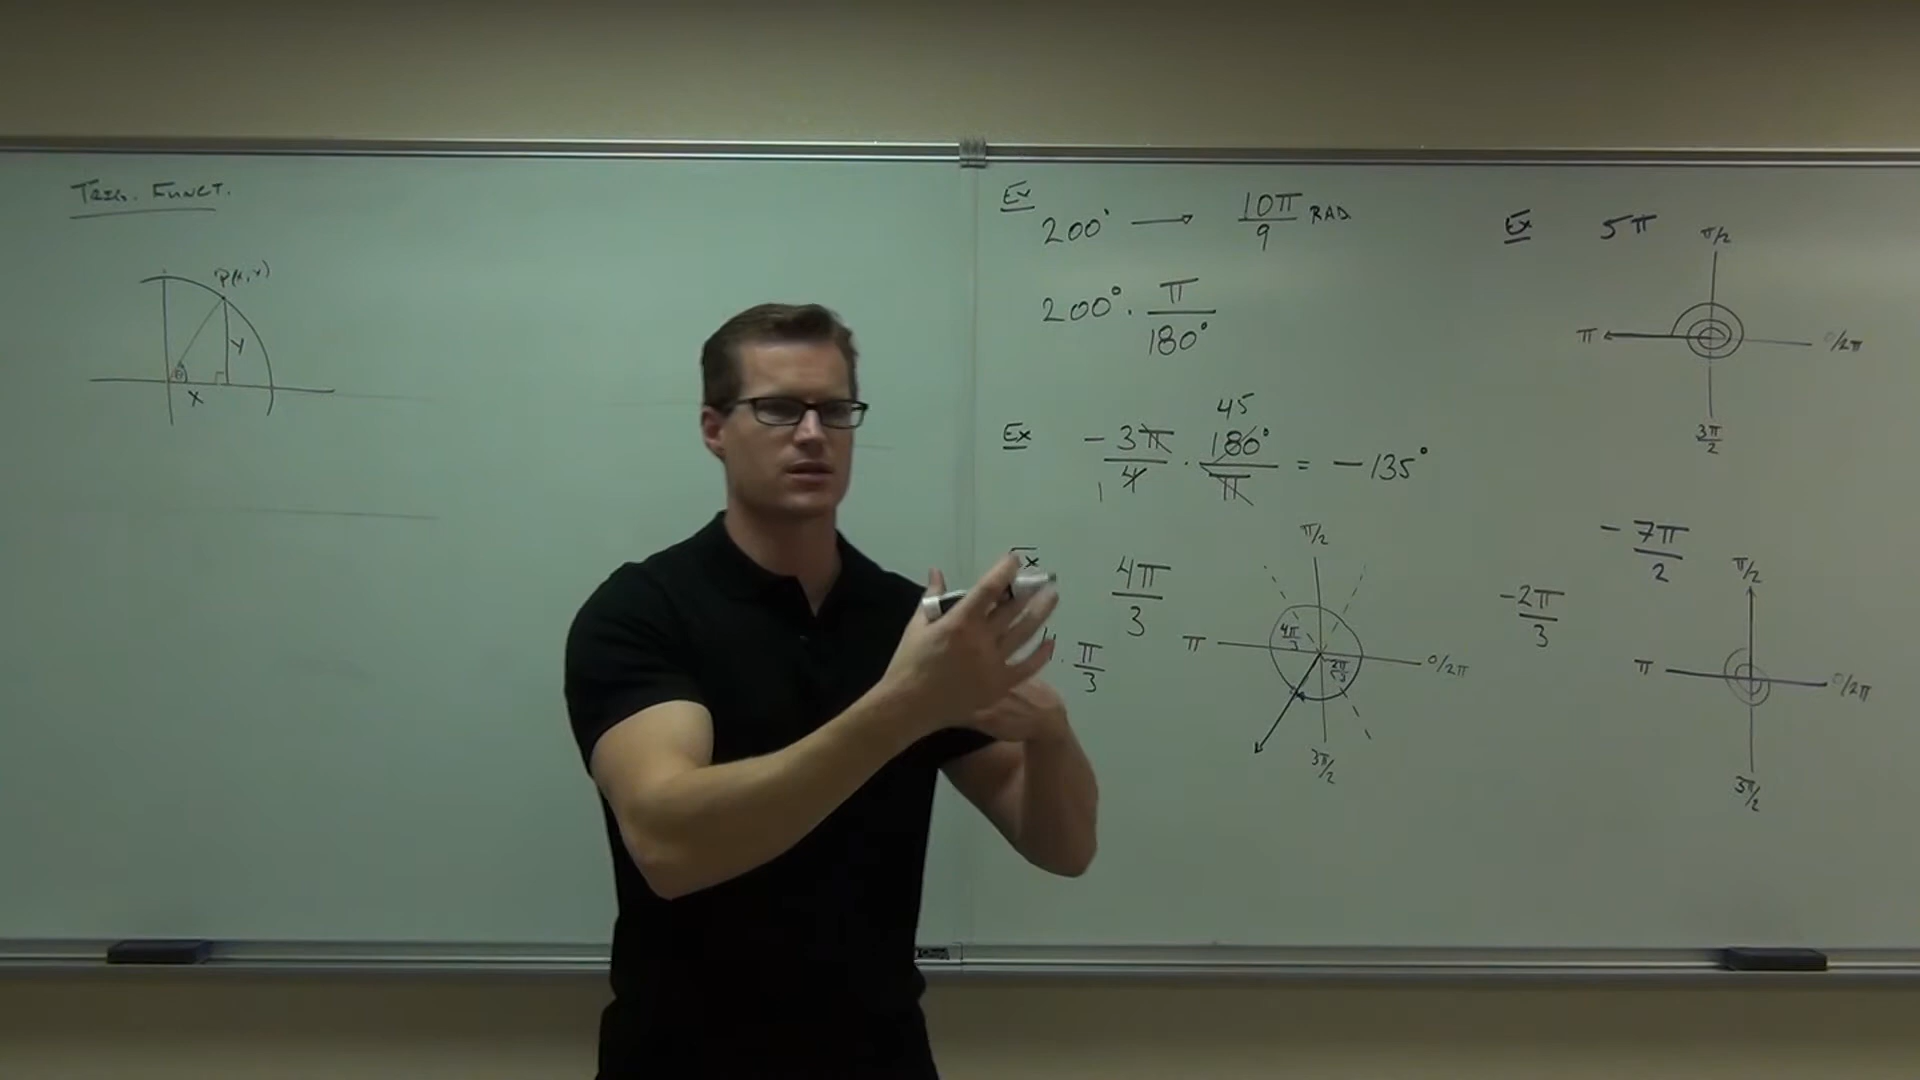 TRIG. FUNCT.
P(x,y)
θ
y
x
Ex
200° → 10π/9 RAD
200° · π/180°
Ex
45
-3π/4 · 180°/π = -135°
1
Ex
4π/3
· π/3
π/2
π
4π/3
2π/3
0/2π
3π/2
Ex 5π
π/2
π
0/2π
3π/2
-7π/2
-2π/3
π/2
π
0/2π
3π/2